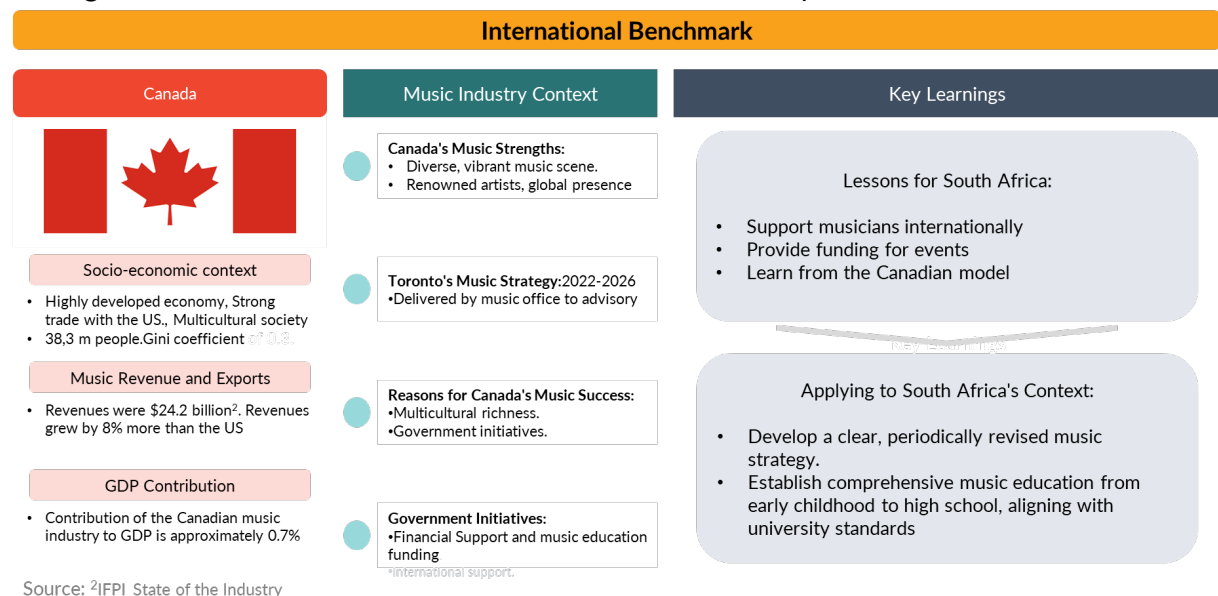 International Benchmark
Canada
Socio-economic context
• Highly developed economy, Strong
trade with the US., Multicultural society
• 38,3 m people.Gini coefficient of 0.8.
Music Revenue and Exports
• Revenues were $24.2 billion². Revenues
grew by 8% more than the US
GDP Contribution
• Contribution of the Canadian music
industry to GDP is approximately 0.7%
Source: ²IFPI State of the Industry
Music Industry Context
Canada's Music Strengths:
• Diverse, vibrant music scene.
• Renowned artists, global presence
Toronto's Music Strategy:2022-2026
•Delivered by music office to advisory
Reasons for Canada's Music Success:
•Multicultural richness.
•Government initiatives.
Government Initiatives:
•Financial Support and music education
funding
•International support.
Key Learnings
Lessons for South Africa:
• Support musicians internationally
• Provide funding for events
• Learn from the Canadian model
Key Learnings
Applying to South Africa's Context:
• Develop a clear, periodically revised music
strategy.
• Establish comprehensive music education from
early childhood to high school, aligning with
university standards